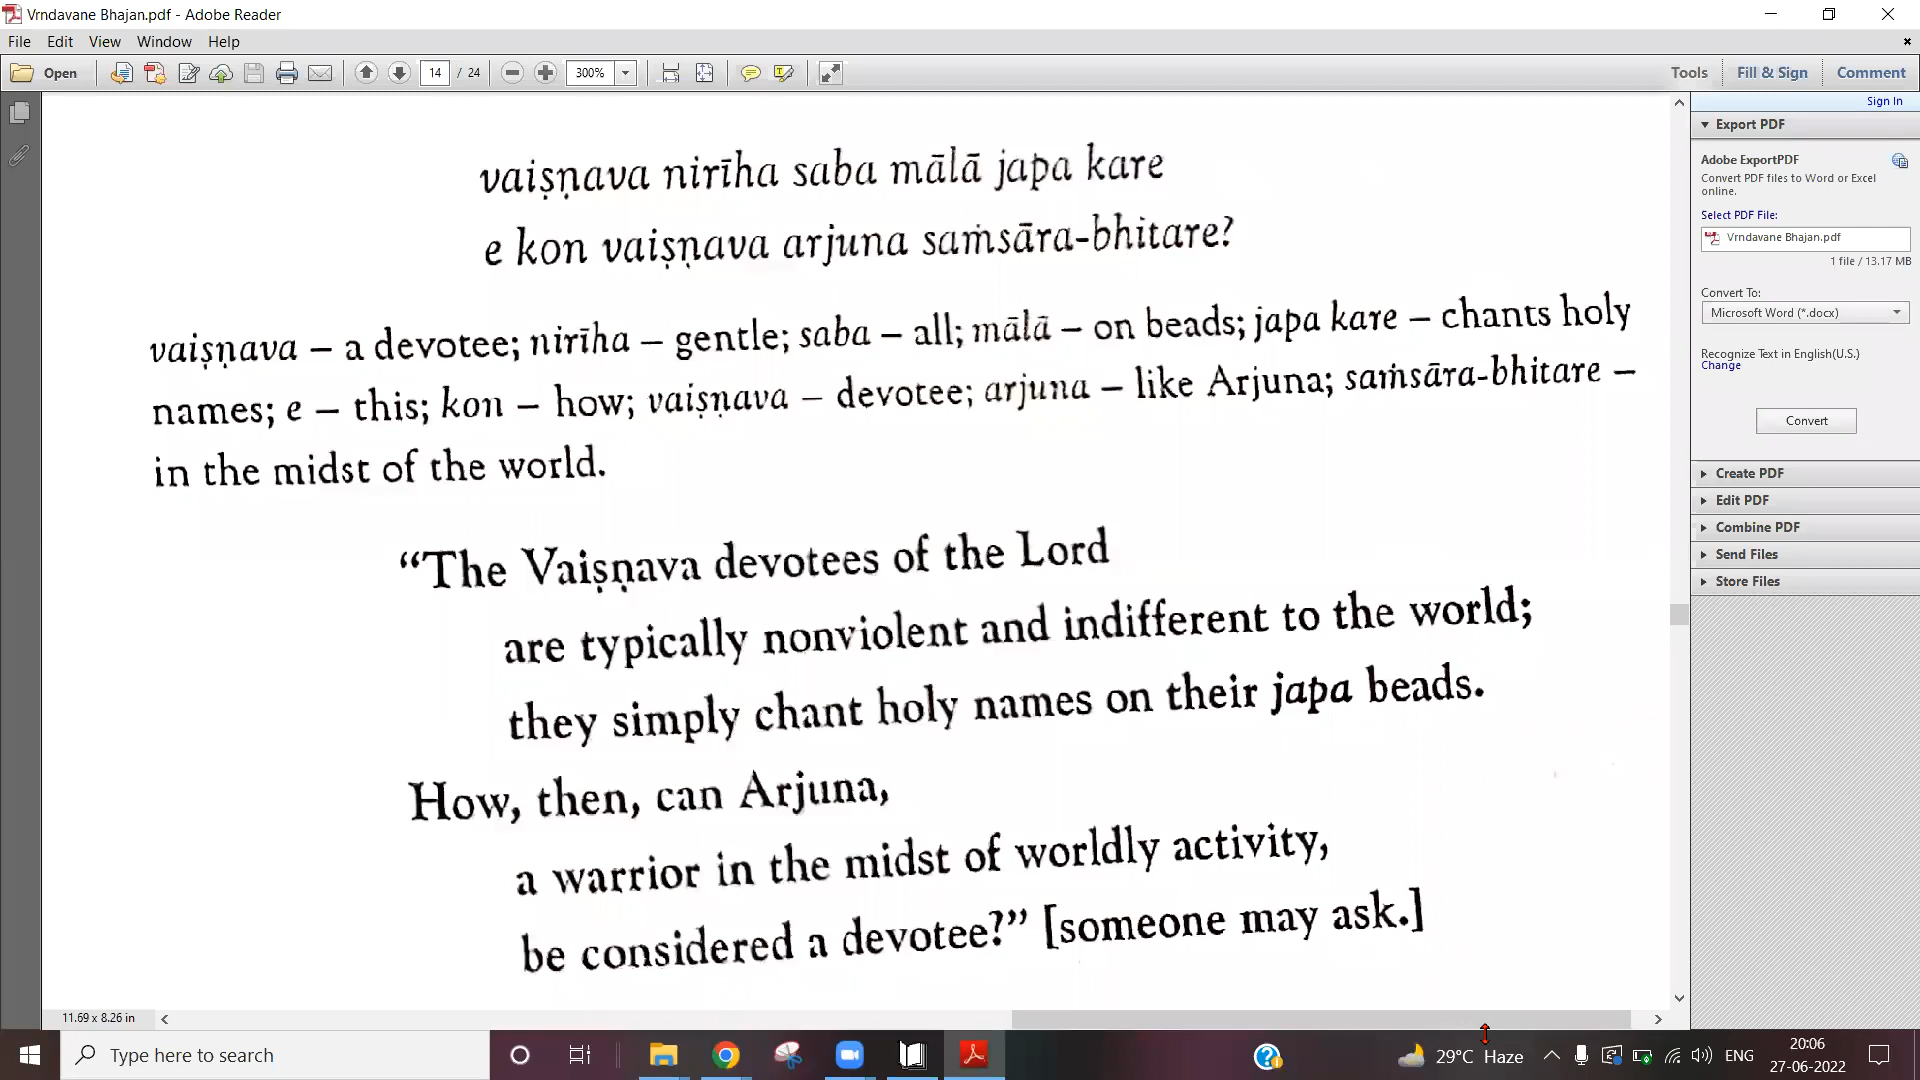 Vrndavane Bhajan.pdf - Adobe Reader
File Edit View Window Help
Open
14 / 24
300%
Tools Fill & Sign Comment
Sign In
vaiṣṇava nirīha saba mālā japa kare
e kon vaiṣṇava arjuna saṁsāra-bhitare?
vaiṣṇava – a devotee; nirīha – gentle; saba – all; mālā – on beads; japa kare – chants holy
names; e – this; kon – how; vaiṣṇava – devotee; arjuna – like Arjuna; saṁsāra-bhitare –
in the midst of the world.
“The Vaiṣṇava devotees of the Lord
are typically nonviolent and indifferent to the world;
they simply chant holy names on their japa beads.
How, then, can Arjuna,
a warrior in the midst of worldly activity,
be considered a devotee?” [someone may ask.]
Export PDF
Adobe ExportPDF
Convert PDF files to Word or Excel
online.
Select PDF File:
Vrndavane Bhajan.pdf
1 file / 13.17 MB
Convert To:
Microsoft Word (*.docx)
Recognize Text in English(U.S.)
Change
Convert
Create PDF
Edit PDF
Combine PDF
Send Files
Store Files
11.69 x 8.26 in
Type here to search
29°C Haze
ENG
20:06
27-06-2022